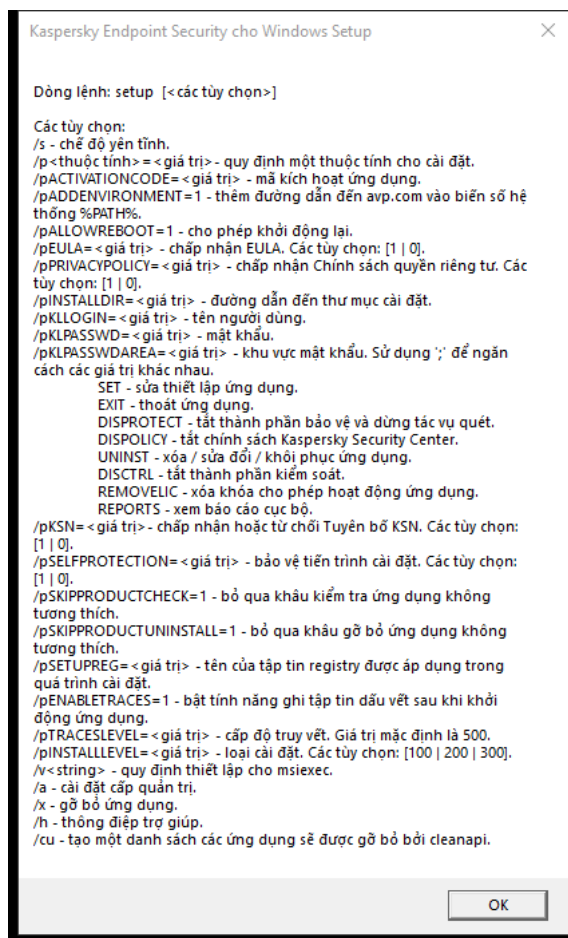 Kaspersky Endpoint Security cho Windows Setup
Dòng lệnh: setup [<các tùy chọn>]
Các tùy chọn:
/s - chế độ yên tĩnh.
/p<thuộc tính>=<giá trị>- quy định một thuộc tính cho cài đặt.
/pACTIVATIONCODE=<giá trị> - mã kích hoạt ứng dụng.
/pADDENVIRONMENT=1 - thêm đường dẫn đến avp.com vào biến số hệ
thống %PATH%.
/pALLOWREBOOT=1 - cho phép khởi động lại.
/pEULA=<giá trị> - chấp nhận EULA. Các tùy chọn: [1 | 0].
/pPRIVACYPOLICY=<giá trị> - chấp nhận Chính sách quyền riêng tư. Các
tùy chọn: [1 | 0].
/pINSTALLDIR=<giá trị> - đường dẫn đến thư mục cài đặt.
/pKLLOGIN=<giá trị> - tên người dùng.
/pKLPASSWD=<giá trị> - mật khẩu.
/pKLPASSWDAREA=<giá trị> - khu vực mật khẩu. Sử dụng ';' để ngăn
cách các giá trị khác nhau.
SET - sửa thiết lập ứng dụng.
EXIT - thoát ứng dụng.
DISPROTECT - tắt thành phần bảo vệ và dừng tác vụ quét.
DISPOLICY - tắt chính sách Kaspersky Security Center.
UNINST - xóa / sửa đổi / khôi phục ứng dụng.
DISCTRL - tắt thành phần kiểm soát.
REMOVELIC - xóa khóa cho phép hoạt động ứng dụng.
REPORTS - xem báo cáo cục bộ.
/pKSN=<giá trị>- chấp nhận hoặc từ chối Tuyên bố KSN. Các tùy chọn:
[1 | 0].
/pSELFPROTECTION=<giá trị> - bảo vệ tiến trình cài đặt. Các tùy chọn:
[1 | 0].
/pSKIPPRODUCTCHECK=1 - bỏ qua khâu kiểm tra ứng dụng không
tương thích.
/pSKIPPRODUCTUNINSTALL=1 - bỏ qua khâu gỡ bỏ ứng dụng không
tương thích.
/pSETUPREG=<giá trị> - tên của tập tin registry được áp dụng trong
quá trình cài đặt.
/pENABLETRACES=1 - bật tính năng ghi tập tin dấu vết sau khi khởi
động ứng dụng.
/pTRACESLEVEL=<giá trị> - cấp độ truy vết. Giá trị mặc định là 500.
/pINSTALLLEVEL=<giá trị> - loại cài đặt. Các tùy chọn: [100 | 200 | 300].
/v<string> - quy định thiết lập cho msiexec.
/a - cài đặt cấp quản trị.
/x - gỡ bỏ ứng dụng.
/h - thông điệp trợ giúp.
/cu - tạo một danh sách các ứng dụng sẽ được gỡ bỏ bởi cleanapi.
OK